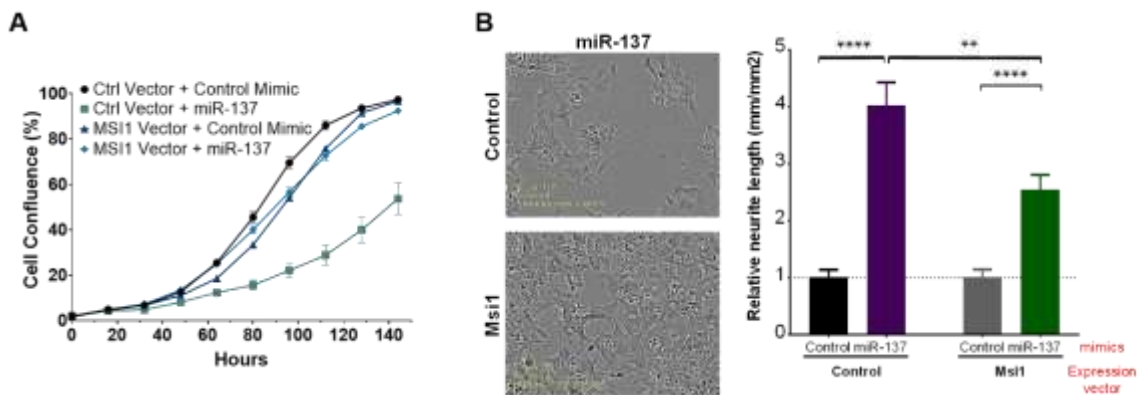 A
Cell Confluence (%)
100
80
60
40
20
0
Ctrl Vector + Control Mimic
Ctrl Vector + miR-137
MSI1 Vector + Control Mimic
MSI1 Vector + miR-137
0 20 40 60 80 100 120 140
Hours
B
miR-137
Control
Msi1
Relative neurite length (mm/mm2)
5
4
3
2
1
0
****
**
****
Control miR-137 Control miR-137 mimics
Control Msi1 Expression
vector